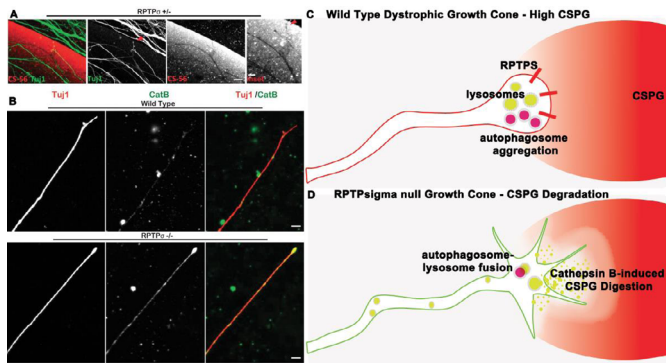 A
RPTPσ +/-
CS-56 Tuj1
Tuj1
CS-56
B
Tuj1 CatB Tuj1/CatB
Wild Type
RPTPσ -/-
C Wild Type Dystrophic Growth Cone - High CSPG
RPTPS
lysosomes
CSPG
autophagosome
aggregation
D RPTPsigma null Growth Cone - CSPG Degradation
autophagosome-
lysosome fusion
Cathepsin B-induced
CSPG Digestion